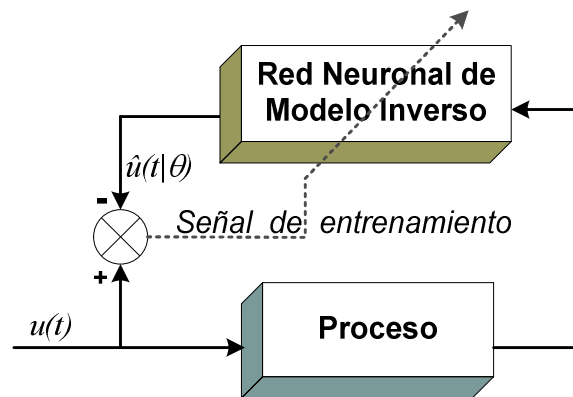 Red Neuronal de
Modelo Inverso
û(t|θ)
-
Señal de entrenamiento
+
u(t)
Proceso